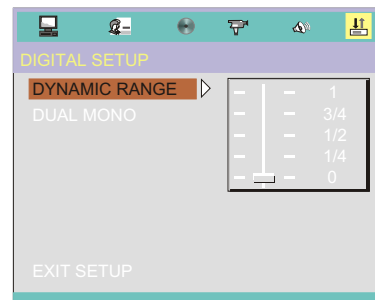 DIGITAL SETUP
DYNAMIC RANGE
DUAL MONO
1
3/4
1/2
1/4
0
EXIT SETUP